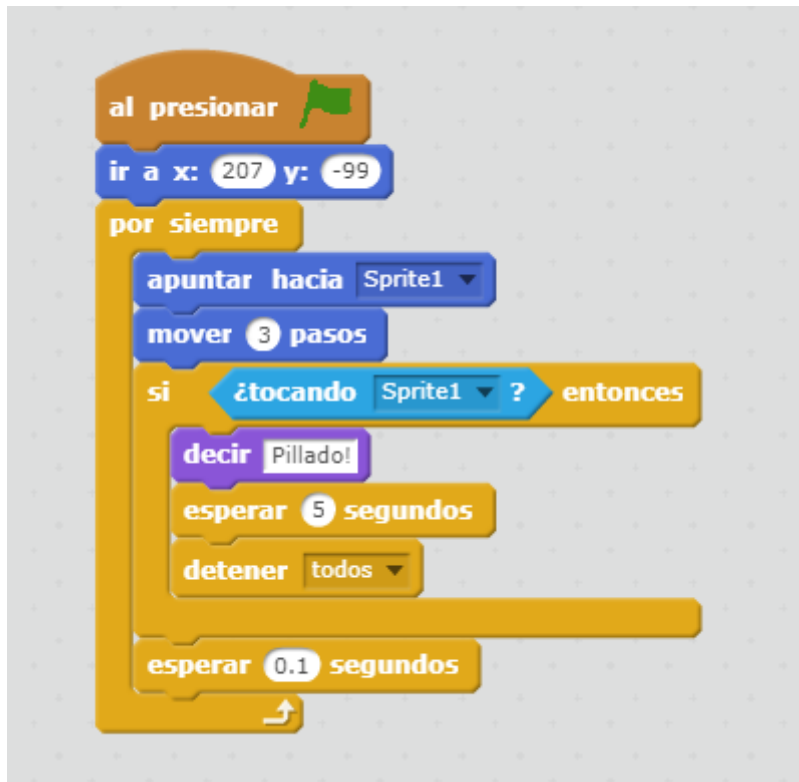 al presionar
ir a x: 207 y: -99
por siempre
apuntar hacia Sprite1
mover 3 pasos
si ¿tocando Sprite1 ? entonces
decir Pillado!
esperar 5 segundos
detener todos
esperar 0.1 segundos